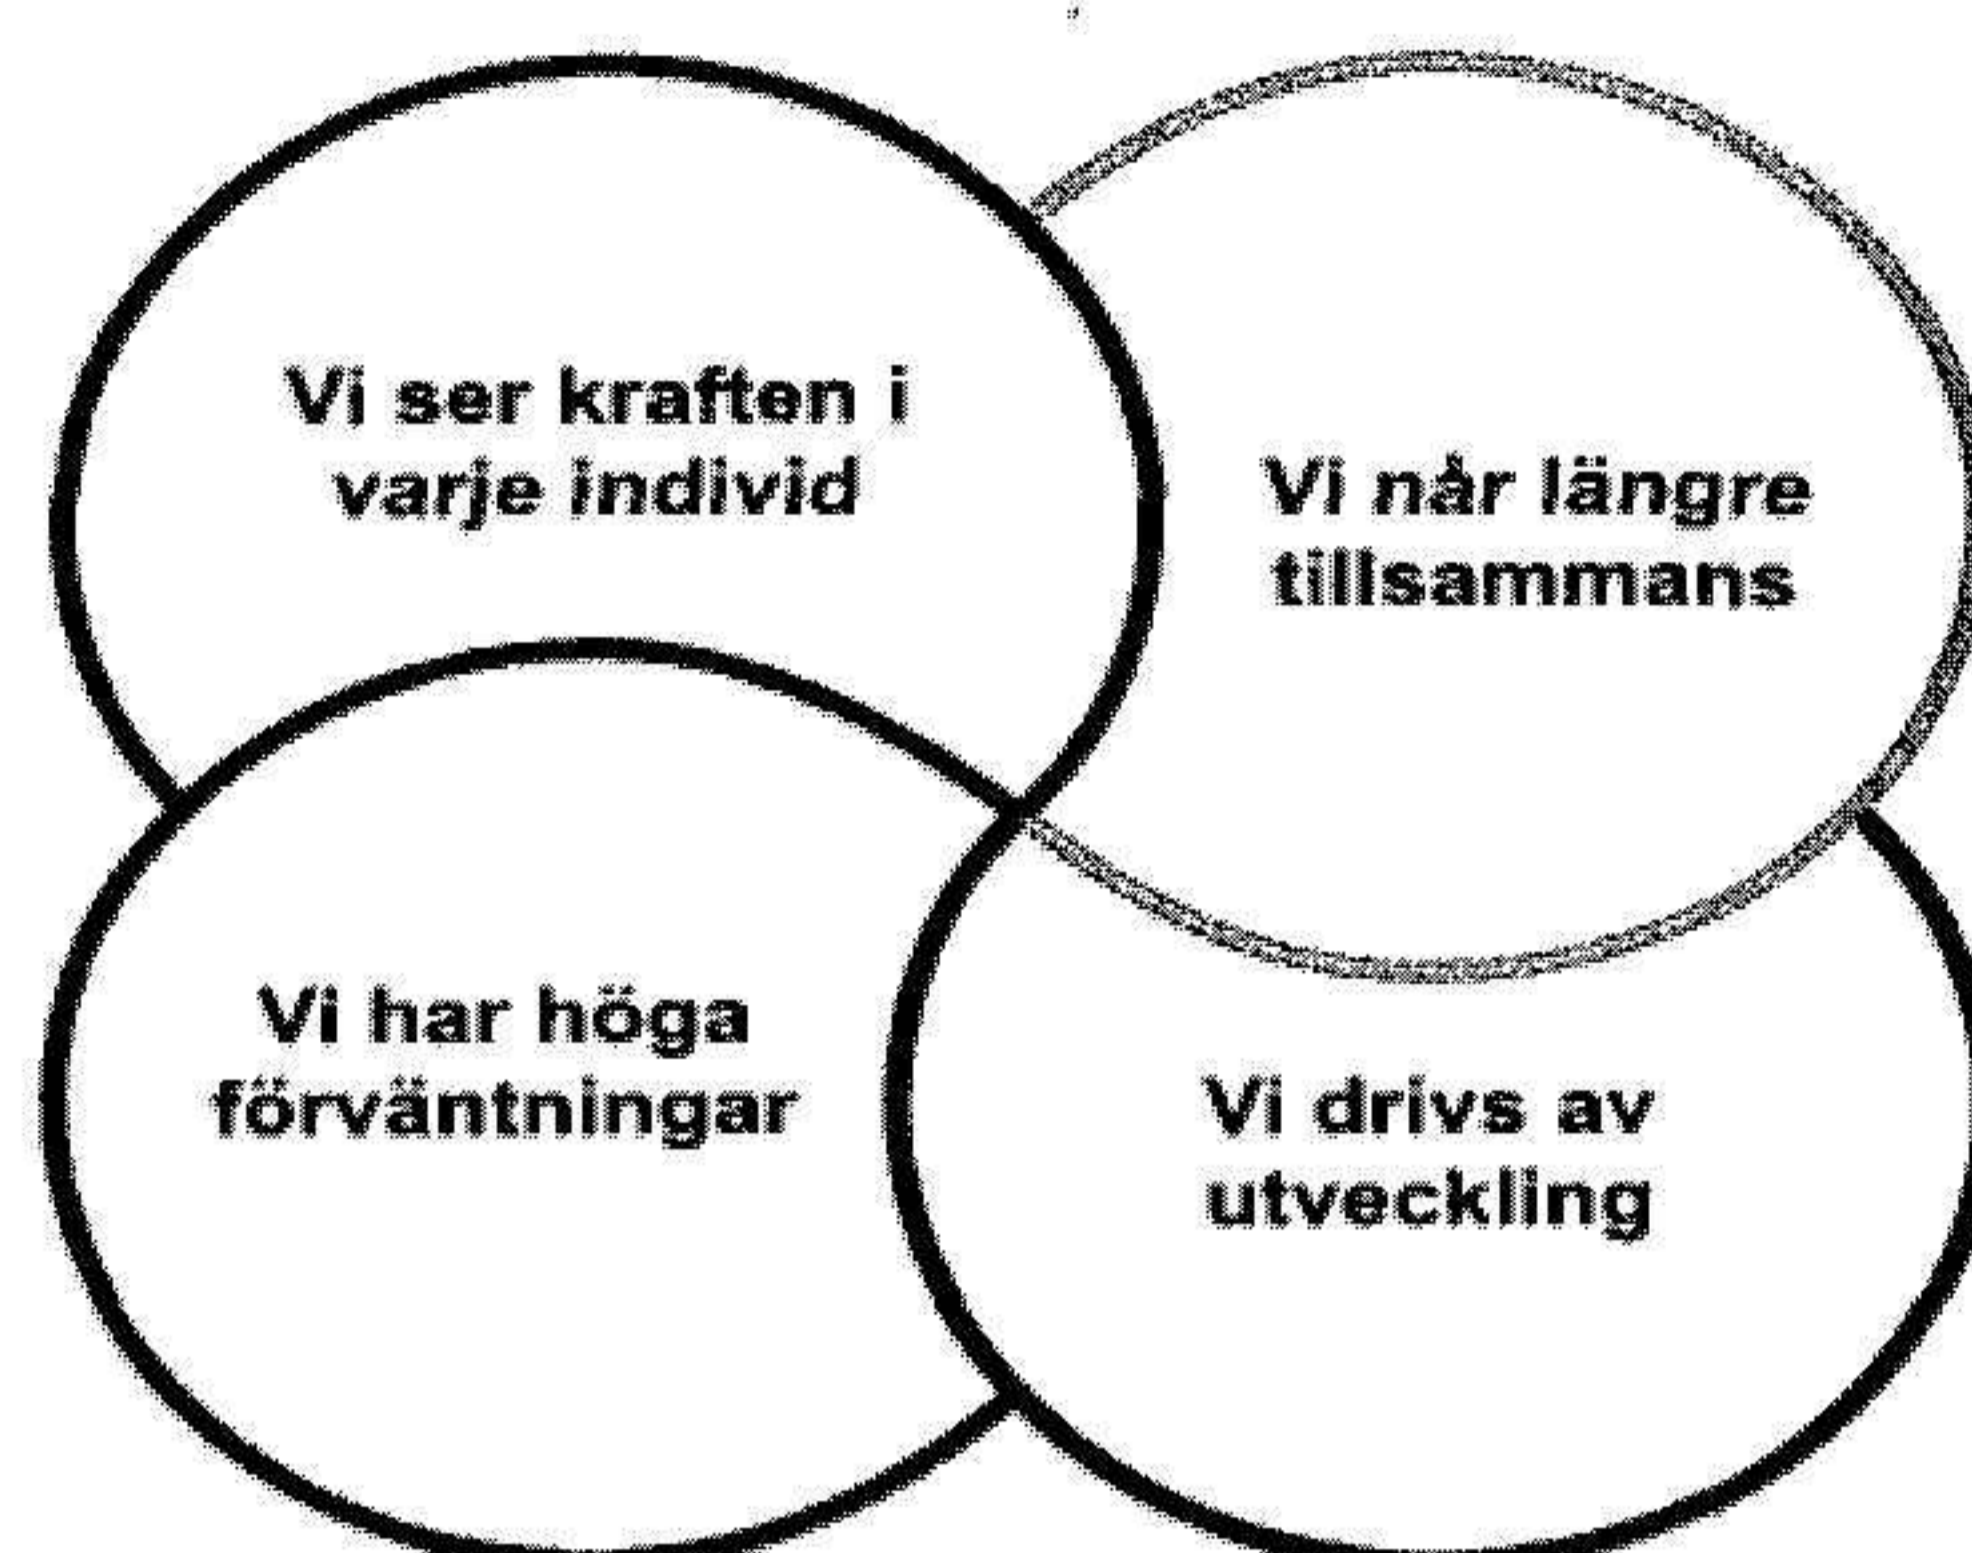 Vi ser kraften i
varje individ
Vi når längre
tillsammans
Vi har höga
förväntningar
Vi drivs av
utveckling